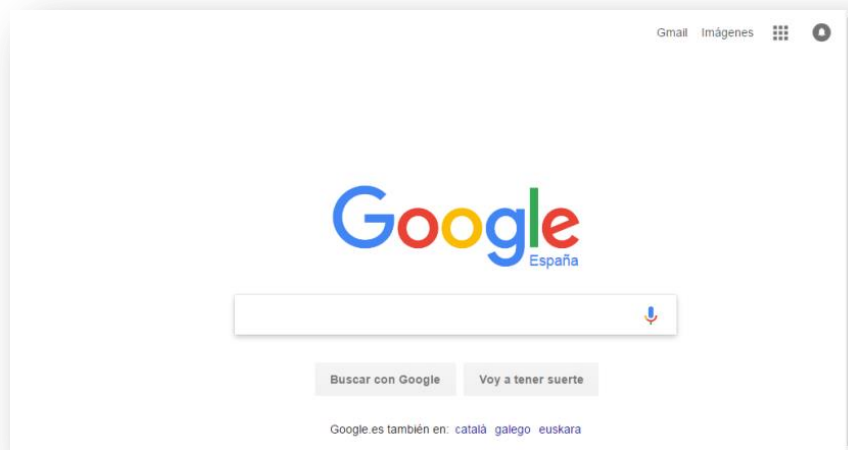 Gmail Imágenes
Google
España
Buscar con Google Voy a tener suerte
Google.es también en: català galego euskara